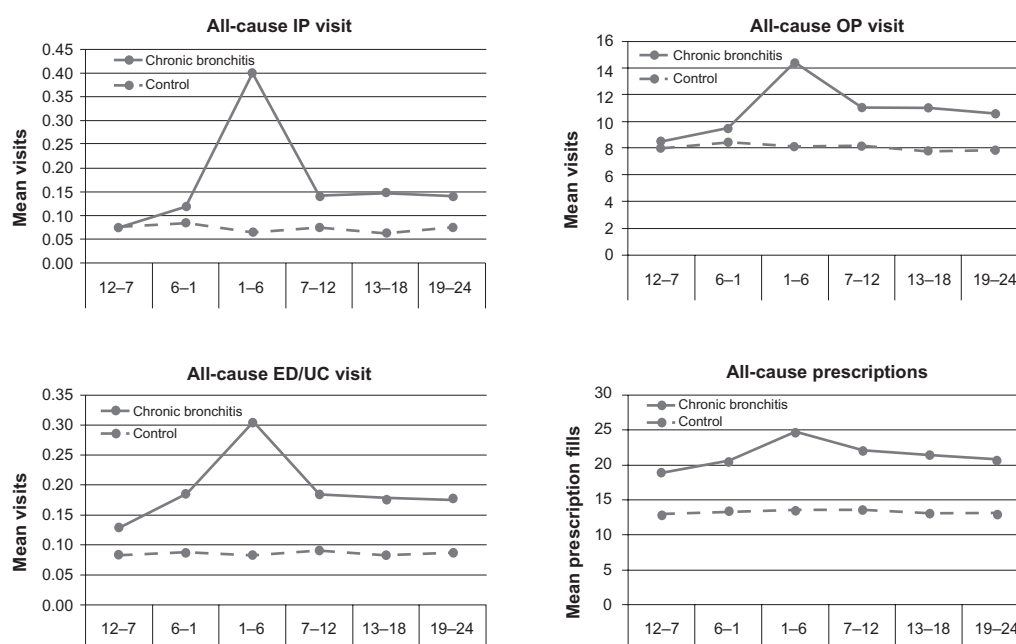 All-cause IP visit
Mean visits
0.45
0.40
0.35
0.30
0.25
0.20
0.15
0.10
0.05
0.00
Chronic bronchitis
Control
12–7 6–1 1–6 7–12 13–18 19–24
All-cause OP visit
Mean visits
16
14
12
10
8
6
4
2
0
Chronic bronchitis
Control
12–7 6–1 1–6 7–12 13–18 19–24
All-cause ED/UC visit
Mean visits
0.35
0.30
0.25
0.20
0.15
0.10
0.05
0.00
Chronic bronchitis
Control
12–7 6–1 1–6 7–12 13–18 19–24
All-cause prescriptions
Mean prescription fills
30
25
20
15
10
5
0
Chronic bronchitis
Control
12–7 6–1 1–6 7–12 13–18 19–24